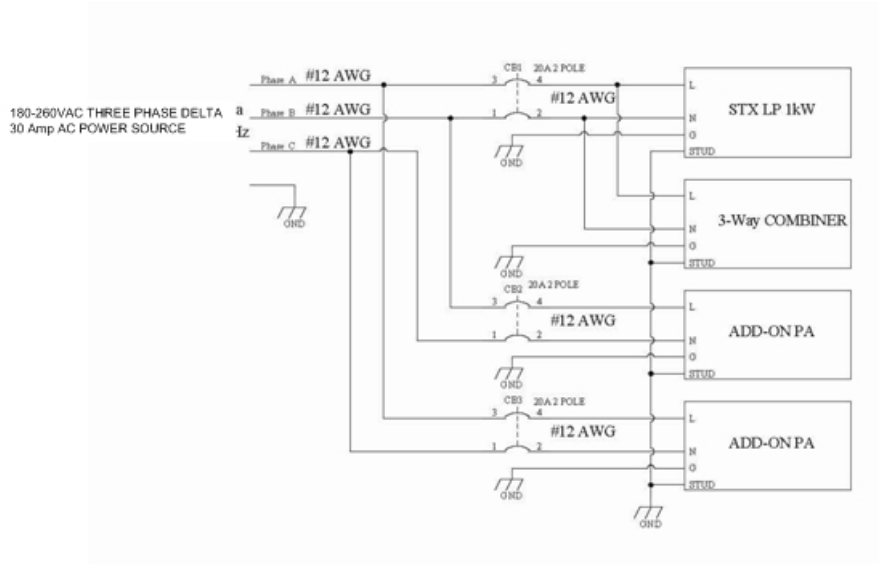 180-260VAC THREE PHASE DELTA
30 Amp AC POWER SOURCE
a
Hz
Phase A #12 AWG
Phase B #12 AWG
Phase C #12 AWG
GND
CB1 20A 2 POLE
3 4
#12 AWG
1 2
GND
L
N
G
STUD
STX LP 1kW
L
N
G
STUD
3-Way COMBINER
GND
CB2 20A 2 POLE
3 4
#12 AWG
1 2
GND
L
N
G
STUD
ADD-ON PA
CB3 20A 2 POLE
3 4
#12 AWG
1 2
GND
L
N
G
STUD
ADD-ON PA
GND